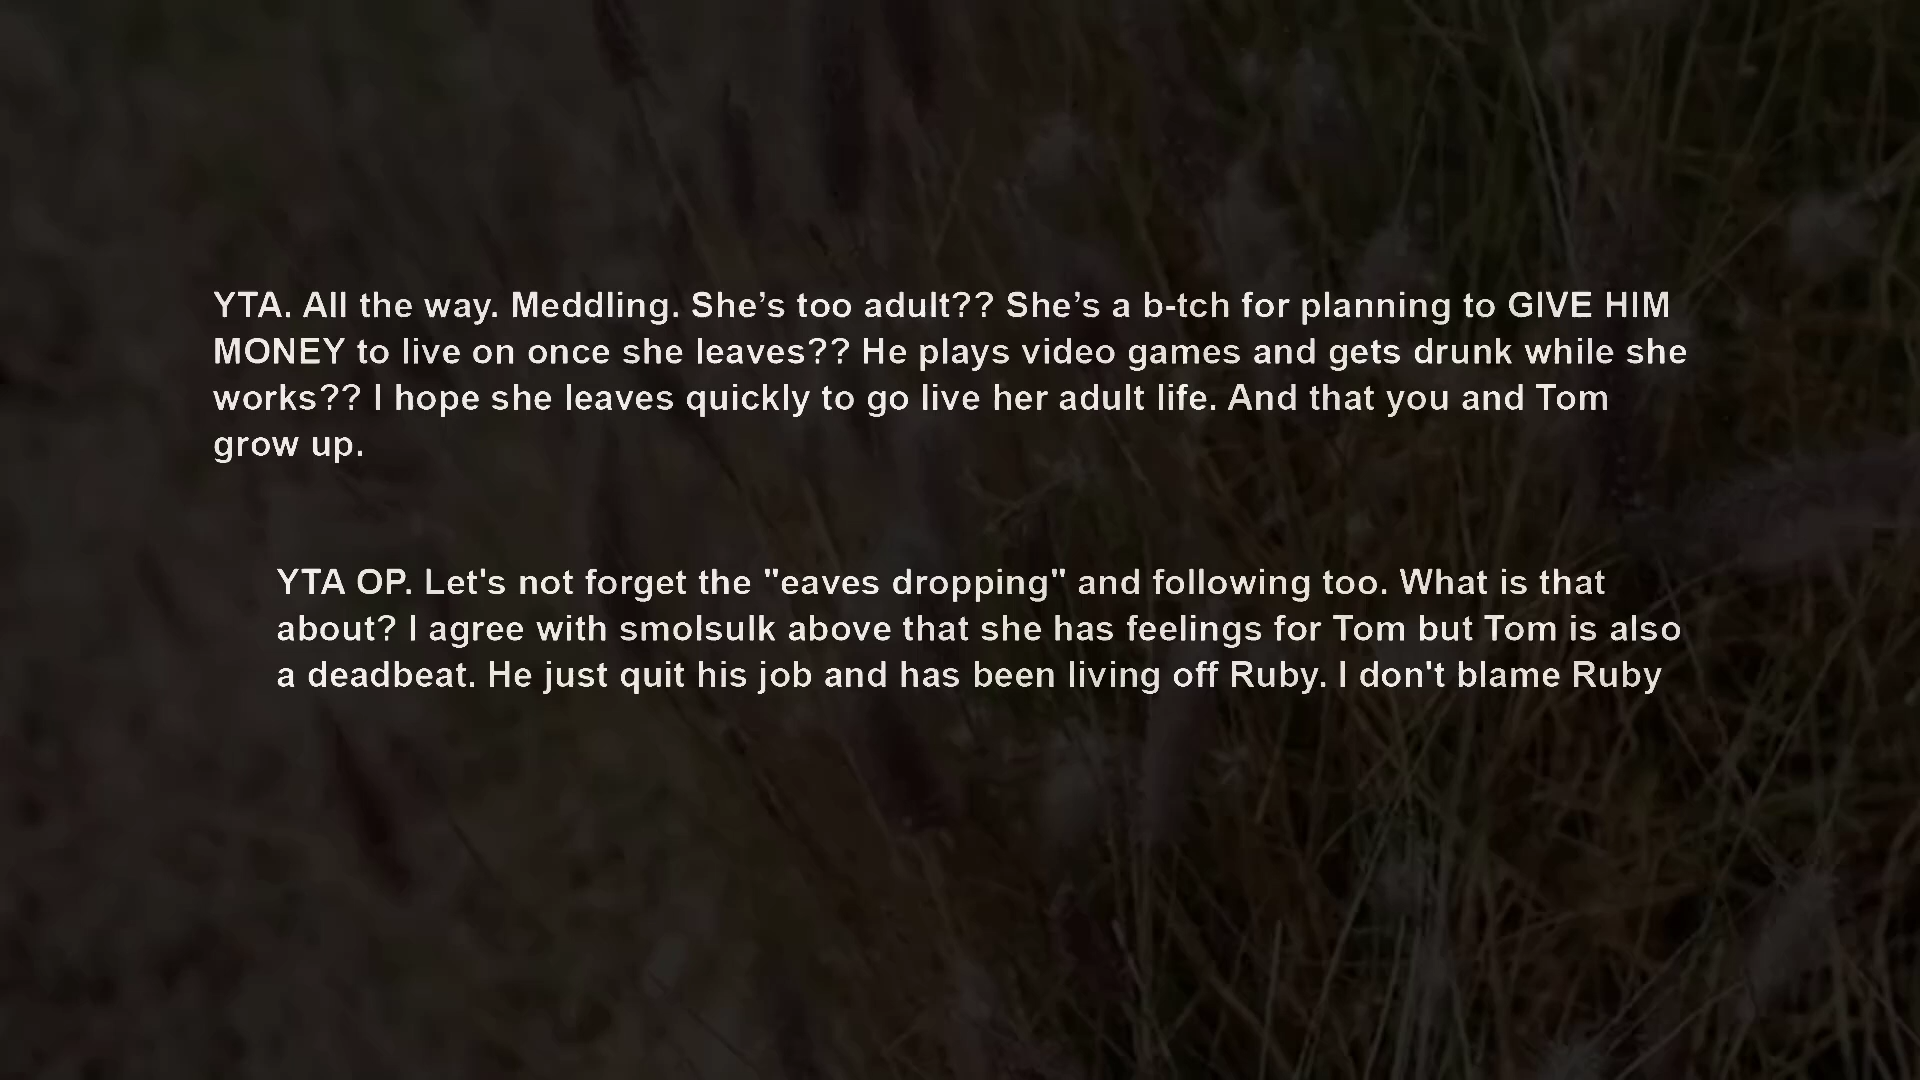 YTA. All the way. Meddling. She’s too adult?? She’s a b-tch for planning to GIVE HIM
MONEY to live on once she leaves?? He plays video games and gets drunk while she
works?? I hope she leaves quickly to go live her adult life. And that you and Tom
grow up.
YTA OP. Let's not forget the "eaves dropping" and following too. What is that
about? I agree with smolsulk above that she has feelings for Tom but Tom is also
a deadbeat. He just quit his job and has been living off Ruby. I don't blame Ruby